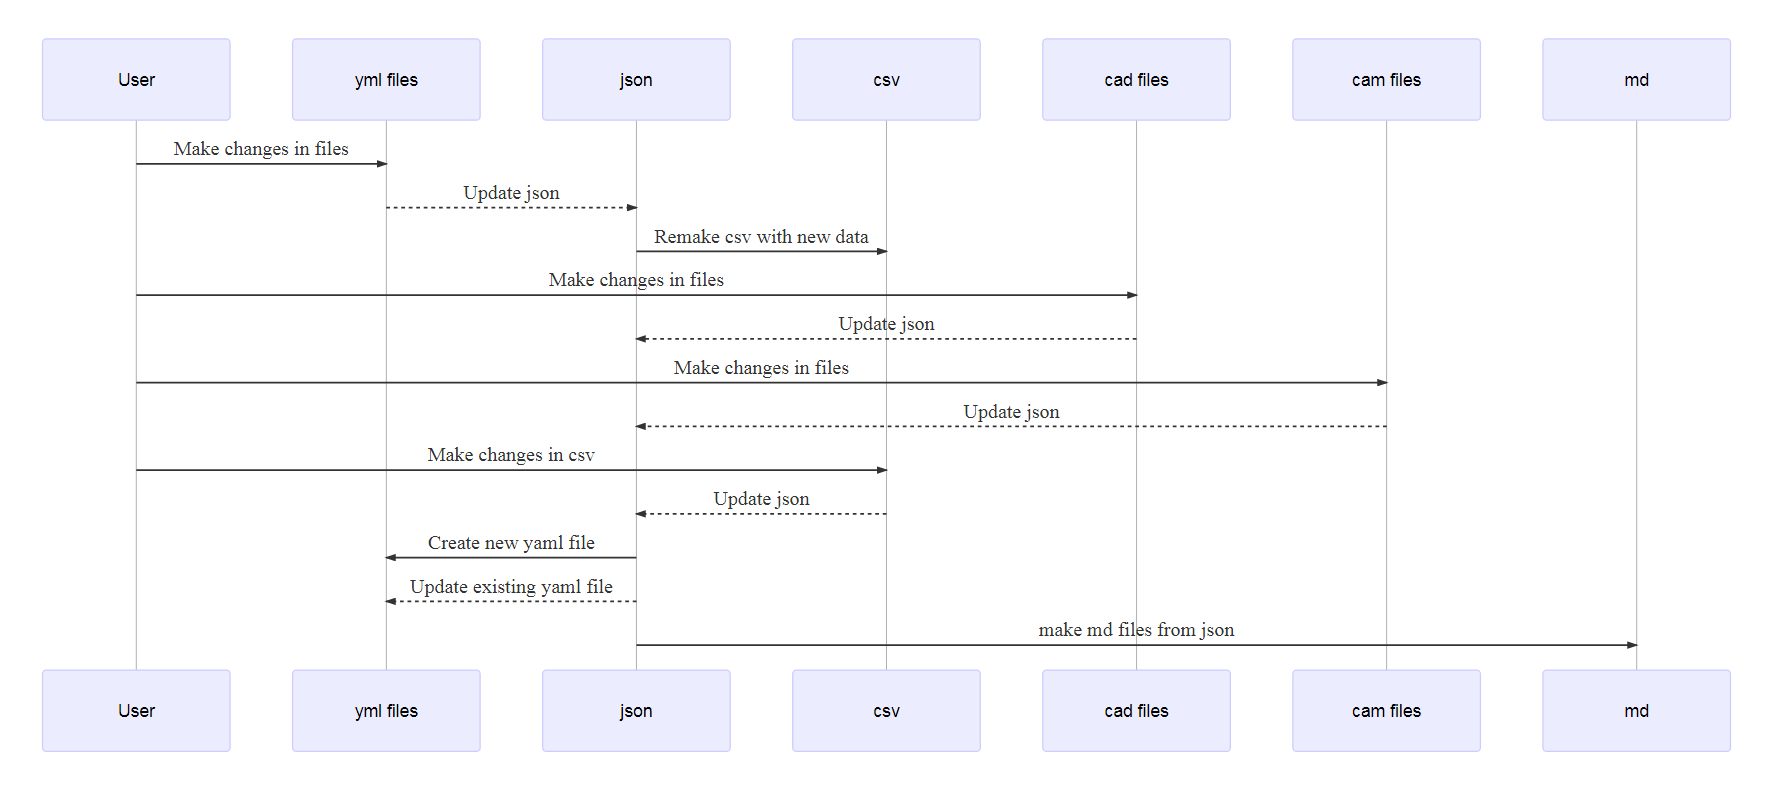 User
yml files
json
csv
cad files
cam files
md
Make changes in files
Update json
Remake csv with new data
Make changes in files
Update json
Make changes in files
Update json
Make changes in csv
Update json
Create new yaml file
Update existing yaml file
make md files from json
User
yml files
json
csv
cad files
cam files
md